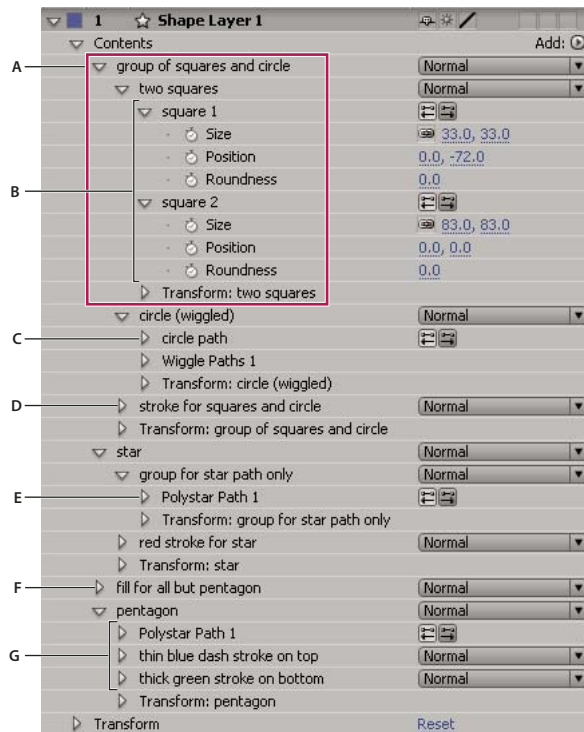 1 Shape Layer 1
Contents Add:
A group of squares and circle Normal
two squares Normal
B square 1
Size 33.0, 33.0
Position 0.0, -72.0
Roundness 0.0
square 2
Size 83.0, 83.0
Position 0.0, 0.0
Roundness 0.0
Transform: two squares
circle (wiggled) Normal
C circle path
Wiggle Paths 1
Transform: circle (wiggled)
D stroke for squares and circle Normal
Transform: group of squares and circle
star Normal
group for star path only Normal
E Polystar Path 1
Transform: group for star path only
red stroke for star Normal
Transform: star
F fill for all but pentagon Normal
pentagon Normal
G Polystar Path 1
thin blue dash stroke on top Normal
thick green stroke on bottom Normal
Transform: pentagon
Transform Reset